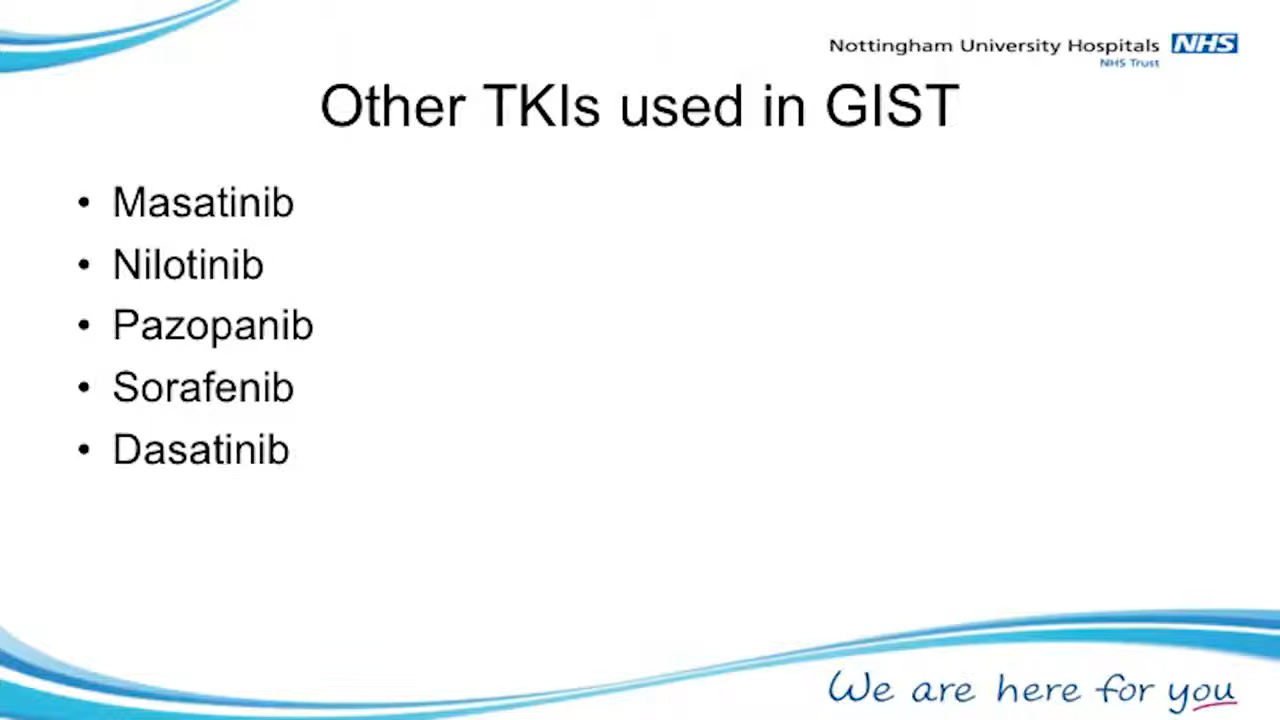 Nottingham University Hospitals NHS
NHS Trust
Other TKIs used in GIST
• Masatinib
• Nilotinib
• Pazopanib
• Sorafenib
• Dasatinib
We are here for you